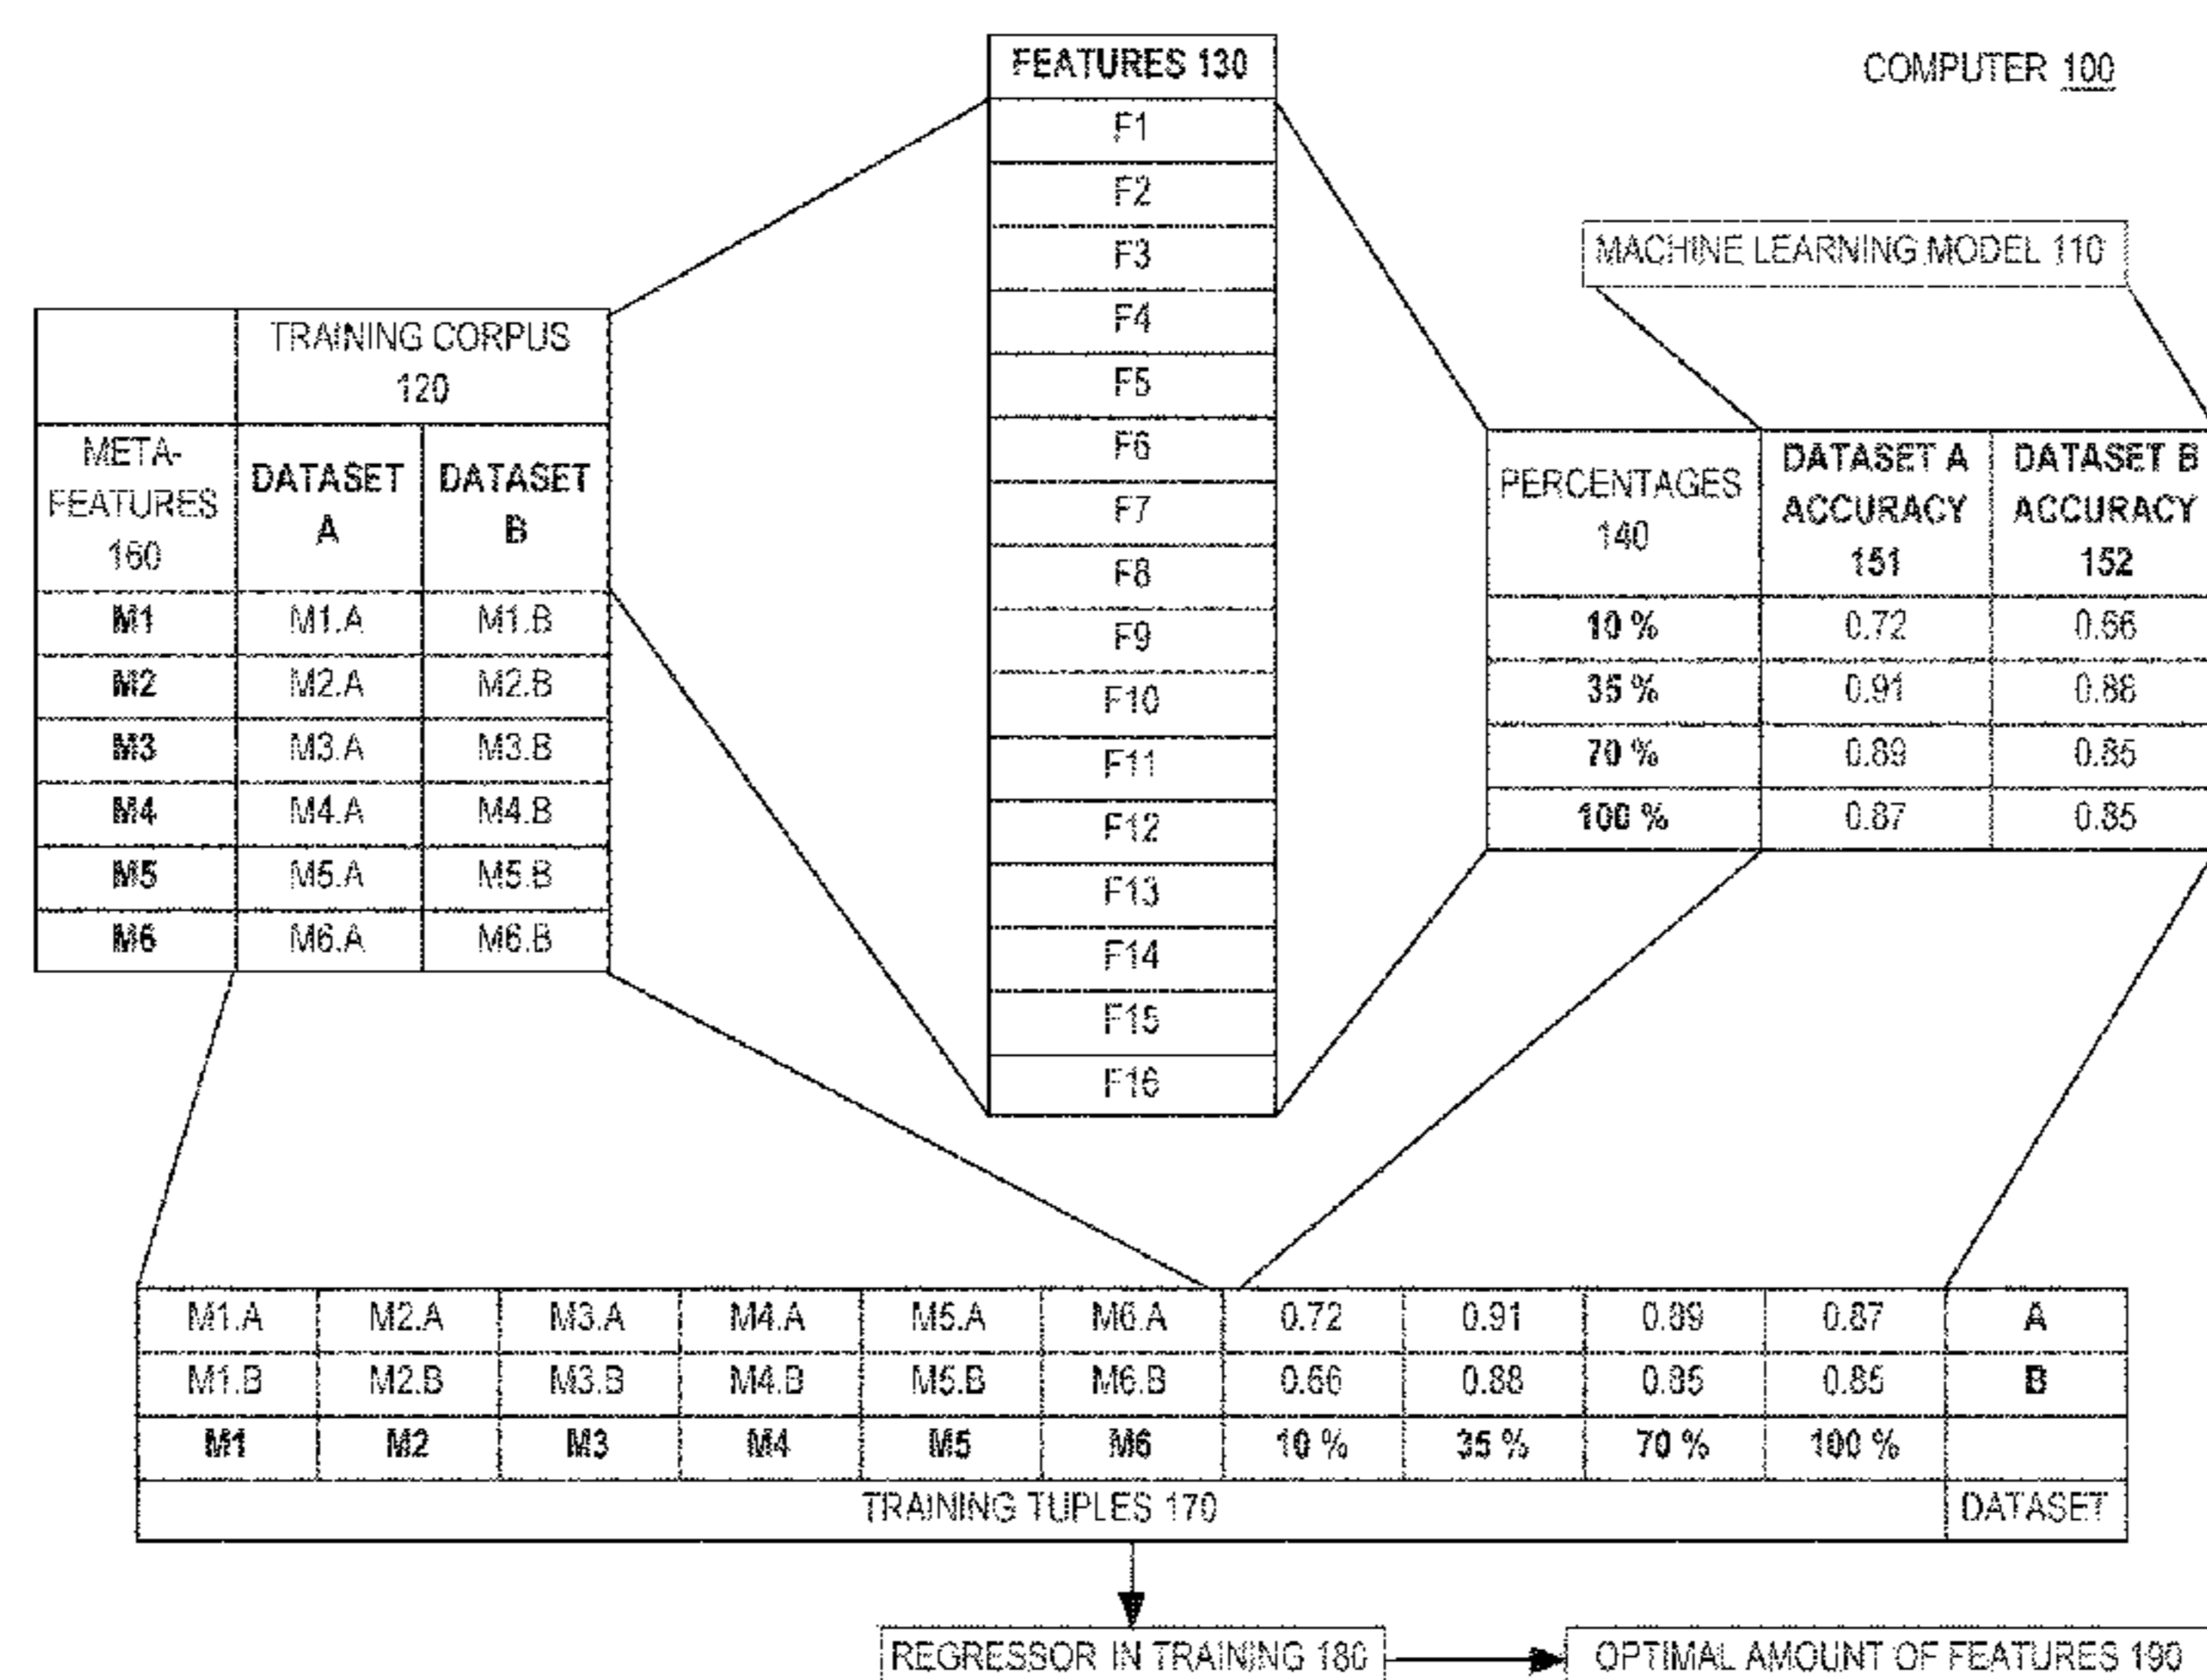 COMPUTER 100
FEATURES 130
F1
F2
F3
F4
F5
F6
F7
F8
F9
F10
F11
F12
F13
F14
F15
F16
MACHINE LEARNING MODEL 110
TRAINING CORPUS
120
META-
FEATURES
160
DATASET
A
DATASET
B
M1 M1.A M1.B
M2 M2.A M2.B
M3 M3.A M3.B
M4 M4.A M4.B
M5 M5.A M5.B
M6 M6.A M6.B
PERCENTAGES
140
DATASET A
ACCURACY
151
DATASET B
ACCURACY
152
10 % 0.72 0.66
35 % 0.91 0.88
70 % 0.89 0.85
100 % 0.87 0.85
M1.A M2.A M3.A M4.A M5.A M6.A 0.72 0.91 0.89 0.87 A
M1.B M2.B M3.B M4.B M5.B M6.B 0.66 0.88 0.85 0.85 B
M1 M2 M3 M4 M5 M6 10 % 35 % 70 % 100 %
TRAINING TUPLES 170 DATASET
REGRESSOR IN TRAINING 180
OPTIMAL AMOUNT OF FEATURES 190